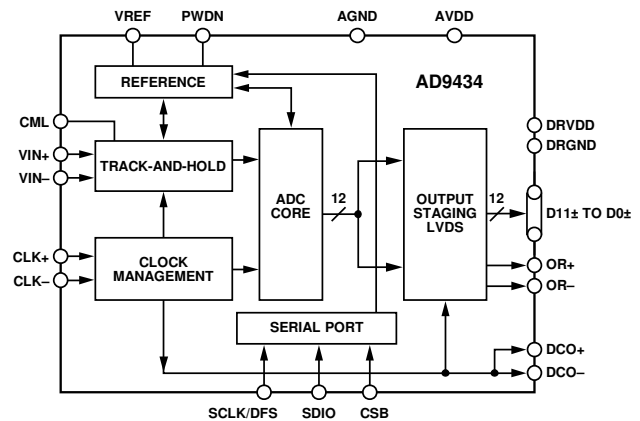 VREF PWDN AGND AVDD
REFERENCE
AD9434
CML
VIN+
VIN–
TRACK-AND-HOLD
ADC
CORE
12
OUTPUT
STAGING
LVDS
12
DRVDD
DRGND
D11± TO D0±
CLK+
CLK–
CLOCK
MANAGEMENT
OR+
OR–
SERIAL PORT
DCO+
DCO–
SCLK/DFS SDIO CSB